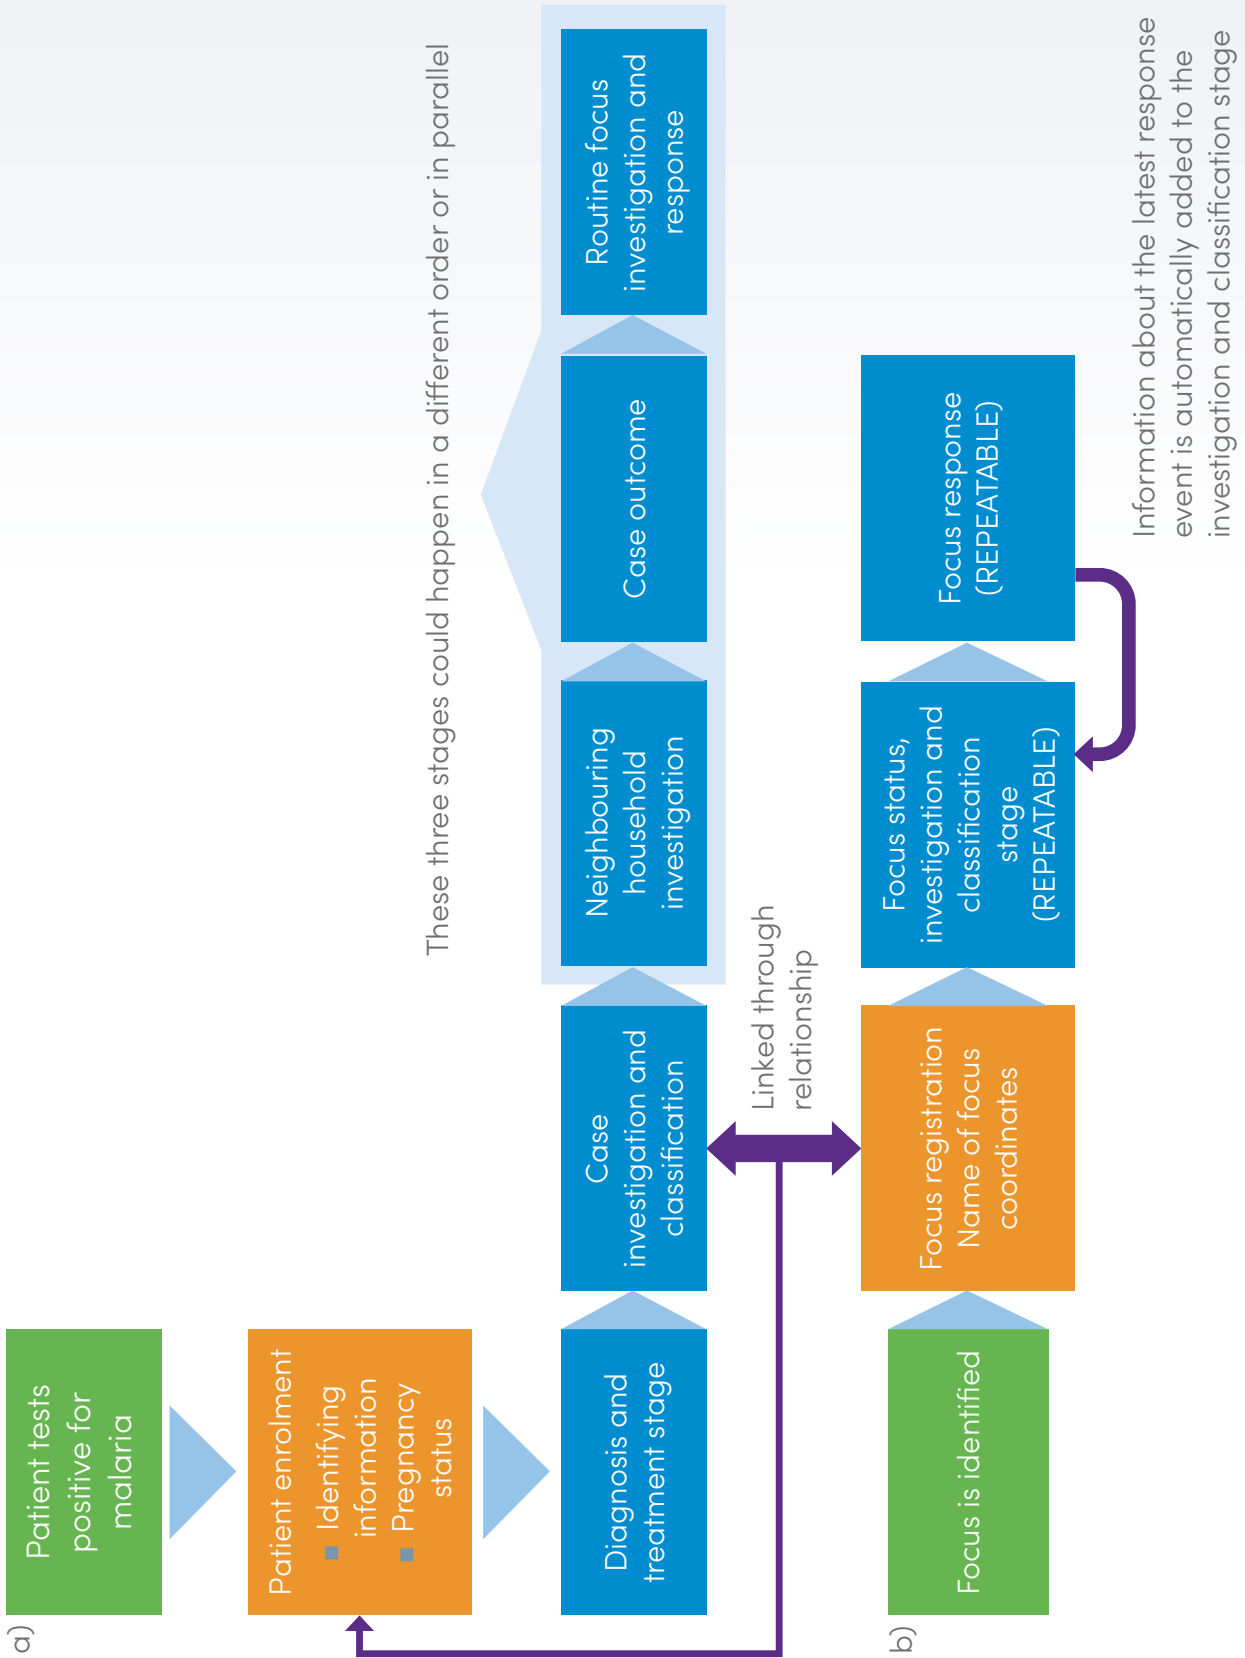 a)
Patient tests
positive for
malaria
Patient enrolment
■ Identifying
information
■ Pregnancy
status
Diagnosis and
treatment stage
Case
investigation and
classification
Neighbouring
household
investigation
Case outcome
Routine focus
investigation and
response
These three stages could happen in a different order or in parallel
Linked through
relationship
b)
Focus is identified
Focus registration
Name of focus
coordinates
Focus status,
investigation and
classification
stage
(REPEATABLE)
Focus response
(REPEATABLE)
Information about the latest response
event is automatically added to the
investigation and classification stage